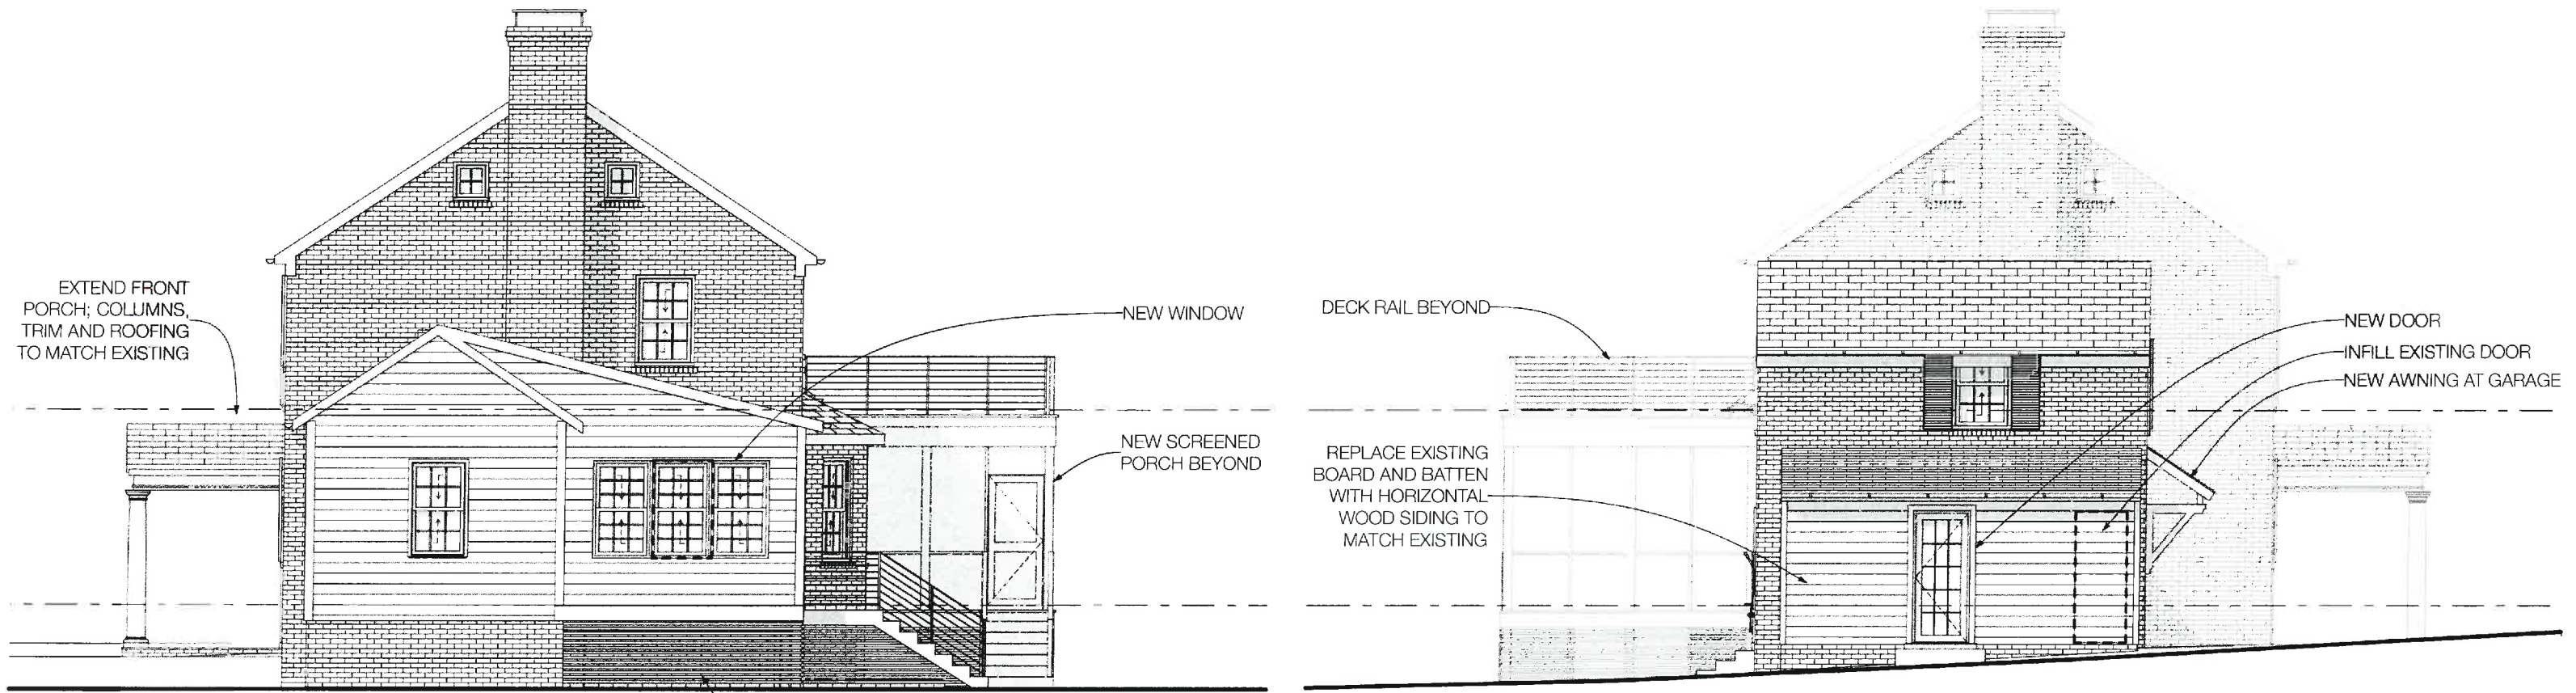 EXTEND FRONT
PORCH; COLUMNS,
TRIM AND ROOFING
TO MATCH EXISTING
NEW WINDOW
NEW SCREENED
PORCH BEYOND
DECK RAIL BEYOND
REPLACE EXISTING
BOARD AND BATTEN
WITH HORIZONTAL
WOOD SIDING TO
MATCH EXISTING
NEW DOOR
INFILL EXISTING DOOR
NEW AWNING AT GARAGE